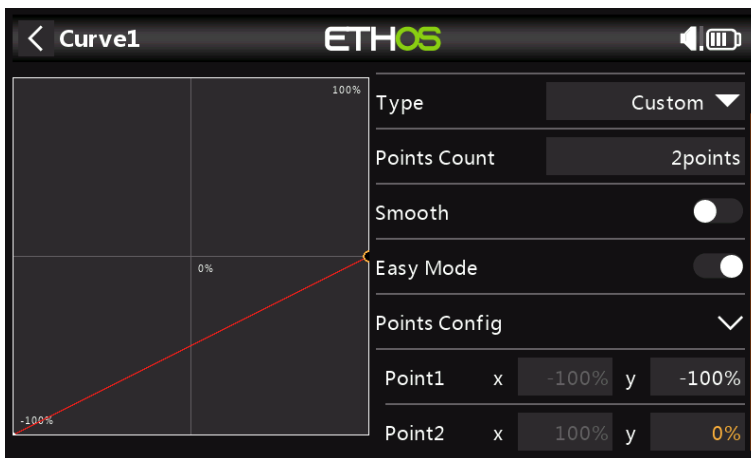 Curve1
ETHOS
100%
0%
-100%
Type Custom
Points Count 2points
Smooth
Easy Mode
Points Config
Point1 x -100% y -100%
Point2 x 100% y 0%